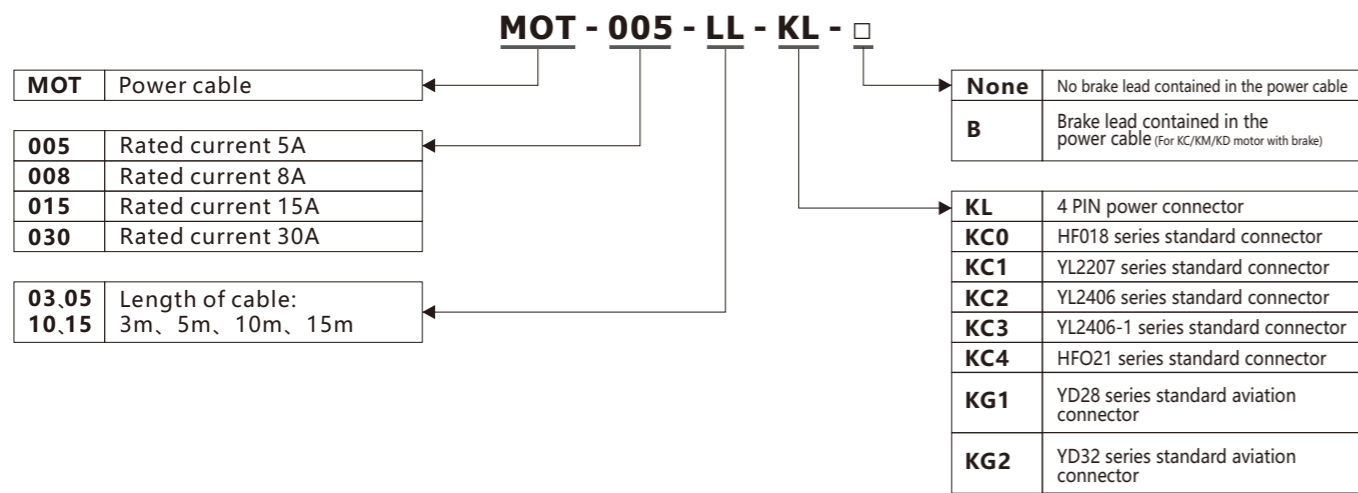 MOT - 005 - LL - KL - □
MOT Power cable
005 Rated current 5A
008 Rated current 8A
015 Rated current 15A
030 Rated current 30A
03、05 Length of cable:
10、15 3m、5m、10m、15m
None No brake lead contained in the power cable
B Brake lead contained in the
power cable (For KC/KM/KD motor with brake)
KL 4 PIN power connector
KC0 HF018 series standard connector
KC1 YL2207 series standard connector
KC2 YL2406 series standard connector
KC3 YL2406-1 series standard connector
KC4 HFO21 series standard connector
KG1 YD28 series standard aviation
connector
KG2 YD32 series standard aviation
connector